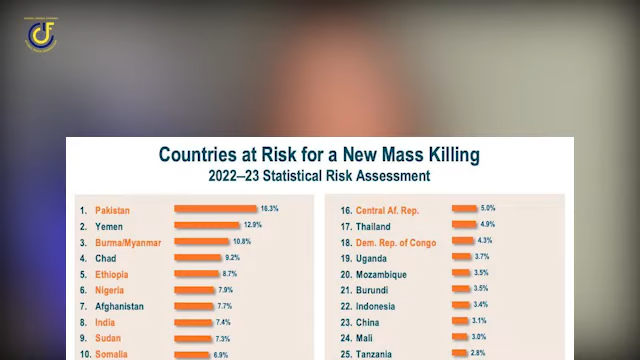 Countries at Risk for a New Mass Killing
2022–23 Statistical Risk Assessment
1. Pakistan 16.3%
2. Yemen 12.9%
3. Burma/Myanmar 10.8%
4. Chad 9.2%
5. Ethiopia 8.7%
6. Nigeria 7.9%
7. Afghanistan 7.7%
8. India 7.4%
9. Sudan 7.3%
10. Somalia 6.9%
16. Central Af. Rep. 5.0%
17. Thailand 4.9%
18. Dem. Rep. of Congo 4.3%
19. Uganda 3.7%
20. Mozambique 3.5%
21. Burundi 3.5%
22. Indonesia 3.4%
23. China 3.1%
24. Mali 3.0%
25. Tanzania 2.8%